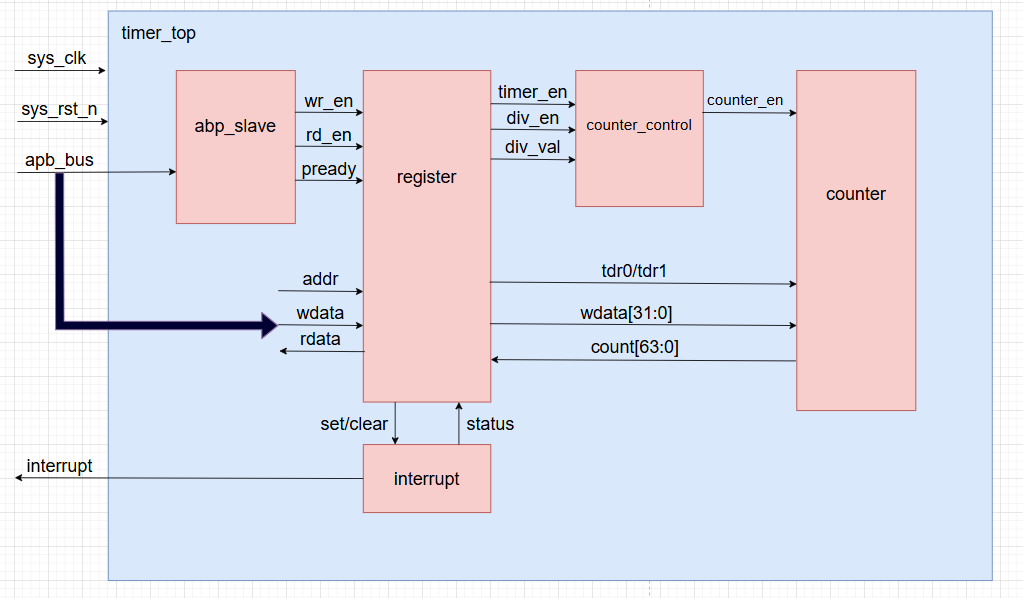 timer_top
sys_clk
sys_rst_n
apb_bus
abp_slave
wr_en
rd_en
pready
register
timer_en
div_en
div_val
counter_control
counter_en
counter
addr
wdata
rdata
tdr0/tdr1
wdata[31:0]
count[63:0]
set/clear
status
interrupt
interrupt